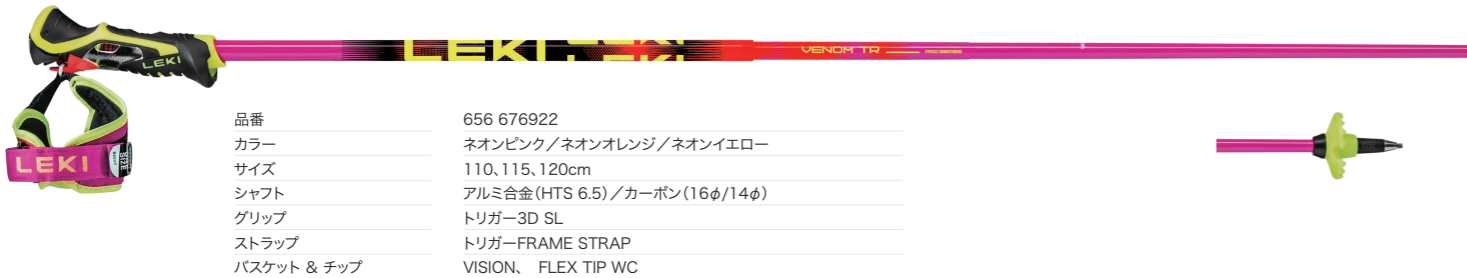 LEKI
VENOM TR
LEKI
LEKI
SIZE
品番 656 676922
カラー ネオンピンク／ネオンオレンジ／ネオンイエロー
サイズ 110、115、120cm
シャフト アルミ合金（HTS 6.5）／カーボン（16φ/14φ）
グリップ トリガー3D SL
ストラップ トリガーFRAME STRAP
バスケット & チップ VISION、 FLEX TIP WC